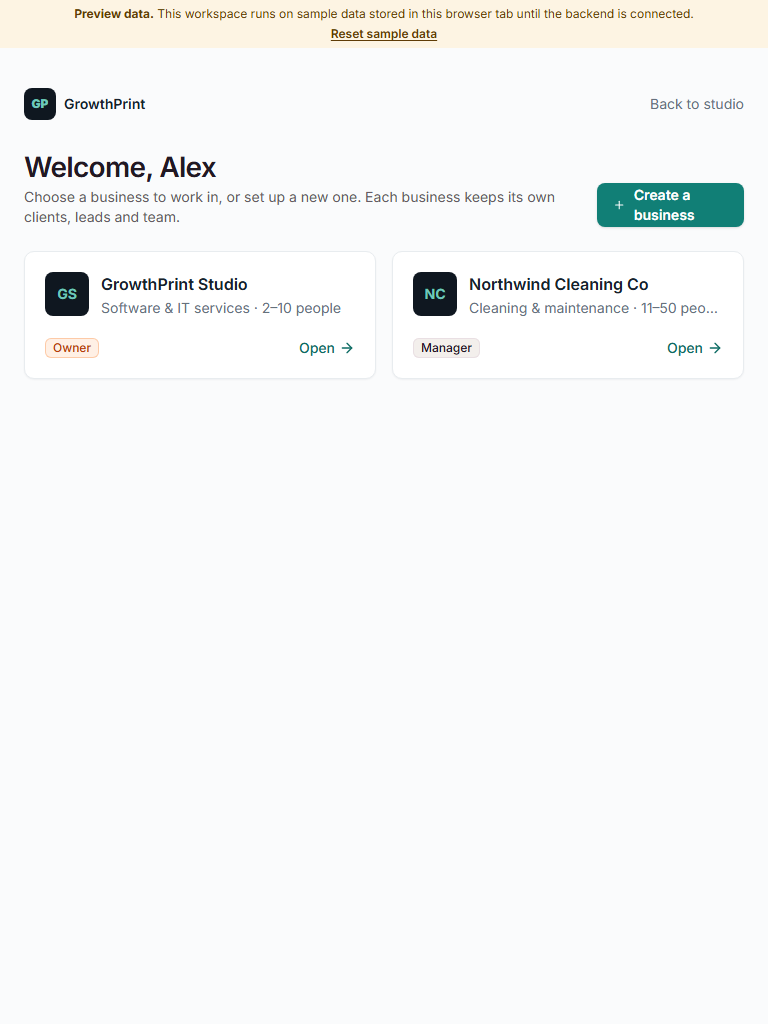 Preview data. This workspace runs on sample data stored in this browser tab until the backend is connected.
Reset sample data
GP GrowthPrint
Back to studio
Welcome, Alex
Choose a business to work in, or set up a new one. Each business keeps its own
clients, leads and team.
+ Create a
business
GS
GrowthPrint Studio
Software & IT services · 2–10 people
Owner
Open →
NC
Northwind Cleaning Co
Cleaning & maintenance · 11–50 peo…
Manager
Open →